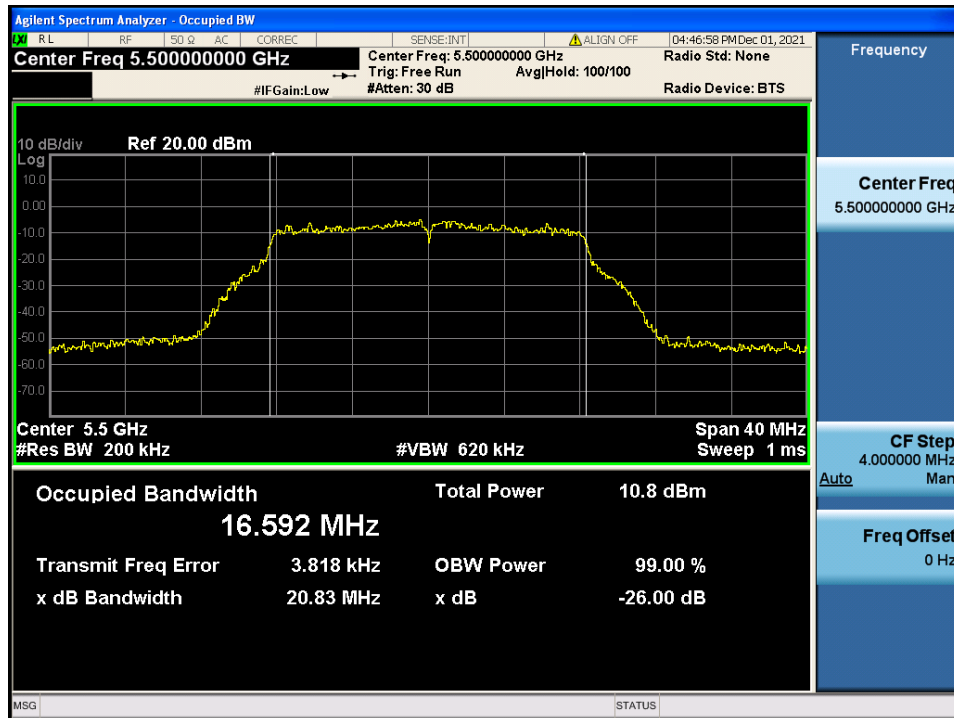 Agilent Spectrum Analyzer - Occupied BW
LXI RL RF 50 Ω AC CORREC SENSE:INT ALIGN OFF 04:46:58 PM Dec 01, 2021
Center Freq 5.500000000 GHz
Center Freq: 5.500000000 GHz Radio Std: None
Trig: Free Run Avg|Hold: 100/100
#IFGain:Low #Atten: 30 dB Radio Device: BTS
10 dB/div Ref 20.00 dBm
Log
10.0
0.00
-10.0
-20.0
-30.0
-40.0
-50.0
-60.0
-70.0
Center 5.5 GHz Span 40 MHz
#Res BW 200 kHz #VBW 620 kHz Sweep 1 ms
Occupied Bandwidth Total Power 10.8 dBm
16.592 MHz
Transmit Freq Error 3.818 kHz OBW Power 99.00 %
x dB Bandwidth 20.83 MHz x dB -26.00 dB
Frequency
Center Freq
5.500000000 GHz
CF Step
4.000000 MHz
Auto Man
Freq Offset
0 Hz
MSG STATUS